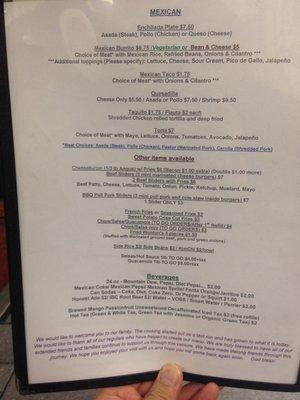 MEXICAN
Enchilada Plate $7.50
Asada (Steak), Pollo (Chicken) or Queso (Cheese)
Mexican Burrito $6.75 /Vegetarian or Bean & Cheese $5
Choice of Meat* with Mexican Rice, Refried Beans, Onions & Cilantro ***
***Additional toppings (Please specify): Lettuce, Cheese, Sour Cream, Pico de Gallo, Jalapeño
Mexican Taco $1.75
Choice of Meat* with Onions & Cilantro ***
Quesadilla
Cheese Only $5.50 / Asada or Pollo $7.50 / Shrimp $9.50
Taquito $1.75 / Flauta $2 each
Shredded Chicken rolled tortilla and deep fried
Torta $7
Choice of Meat* with Mayo, Lettuce, Onions, Tomatoes, Avocado, Jalapeño
*Meat Choices: Asada (Steak), Pollo (Chicken), Pastor (Marinated Pork), Carnita (Shredded Pork)
Other items available
Cheeseburger (1/3 lb Angus) w/ Fries $6 (Bacon $1.00 extra) (Double $1.00 more)
Beef Sliders (3 mini marinated cheese burgers) $7
2 Beef Sliders with Fries $6
Beef Patty, Cheese, Lettuce, Tomato, Onion, Pickle, Ketchup, Mustard, Mayo
BBQ Pull Pork Sliders (3 mini pull pork and cole slaw inside burgers) $7
1 Slider ONLY $3
French Fries or Seasoned Fries $2
Sweet Potato Criss Cut Fries $3
Chips/Salsa/Guacamole (TO GO ORDERS/AFTER 1st Refill) $4
Chips/Salsa only (TO GO ORDERS) $3
Fried Wonton's 6 pieces $1.50
(Stuffed with marinated ground beef, pork and green onions)
Side Rice $2/ Side Beans $2 / KimChi $2/bowl
Salsas/Hot Sauce 16z TO GO $4.00+tax
Guacamole 16z TO GO $8.00+tax
Beverages
24 oz - Mountain Dew, Pepsi, Diet Pepsi... $2.00
Mexican Coke/ Mexican Pepsi/ Mexican Sprite/ Fanta Orange/Jarritos $2.00
Can Sodas – Coke, Diet Coke, Dr. Pepper or Squirt $1.00
Honest Ade $2/ IBC Root Beer $2/ Water – VOSS / Smart Water / Perrier $2.00
Brewed Mango Passionfruit Unsweetened Decaffeinated Iced Tea $2 (free refills)
Hot Tea (Green & White Tea, Green Tea with Jasmine or Organic Green Tea) $2
We would like to welcome you to our family. The cooking started out as a test run and has grown to what it is today.
We would like to thank all of our regulars who have helped to create our menu. We are truly blessed to have all of our
extended friends and families continue to support us through this venture. We have made lifelong friends through this
journey. We hope you enjoyed your visit with us and hope you will come back again soon. God bless!